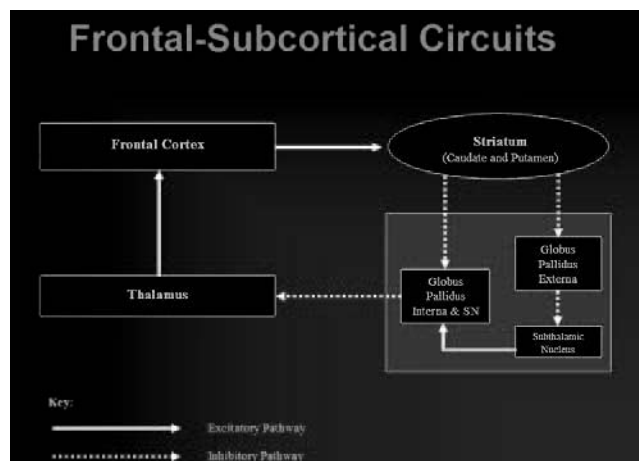 Frontal-Subcortical Circuits
Frontal Cortex
Striatum
(Caudate and Putamen)
Globus
Pallidus
Externa
Thalamus
Globus
Pallidus
Interna & SN
Subthalamic
Nucleus
Key:
Excitatory Pathway
Inhibitory Pathway